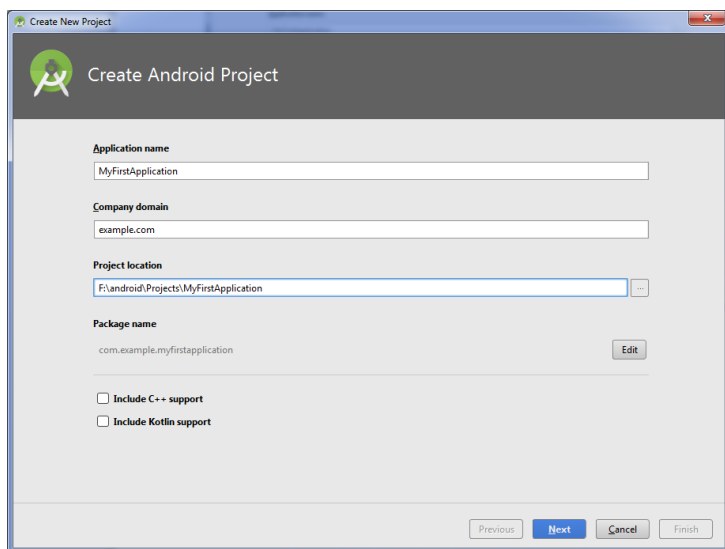 Create New Project
Create Android Project
Application name
MyFirstApplication
Company domain
example.com
Project location
F:\android\Projects\MyFirstApplication
...
Package name
com.example.myfirstapplication
Edit
Include C++ support
Include Kotlin support
Previous
Next
Cancel
Finish